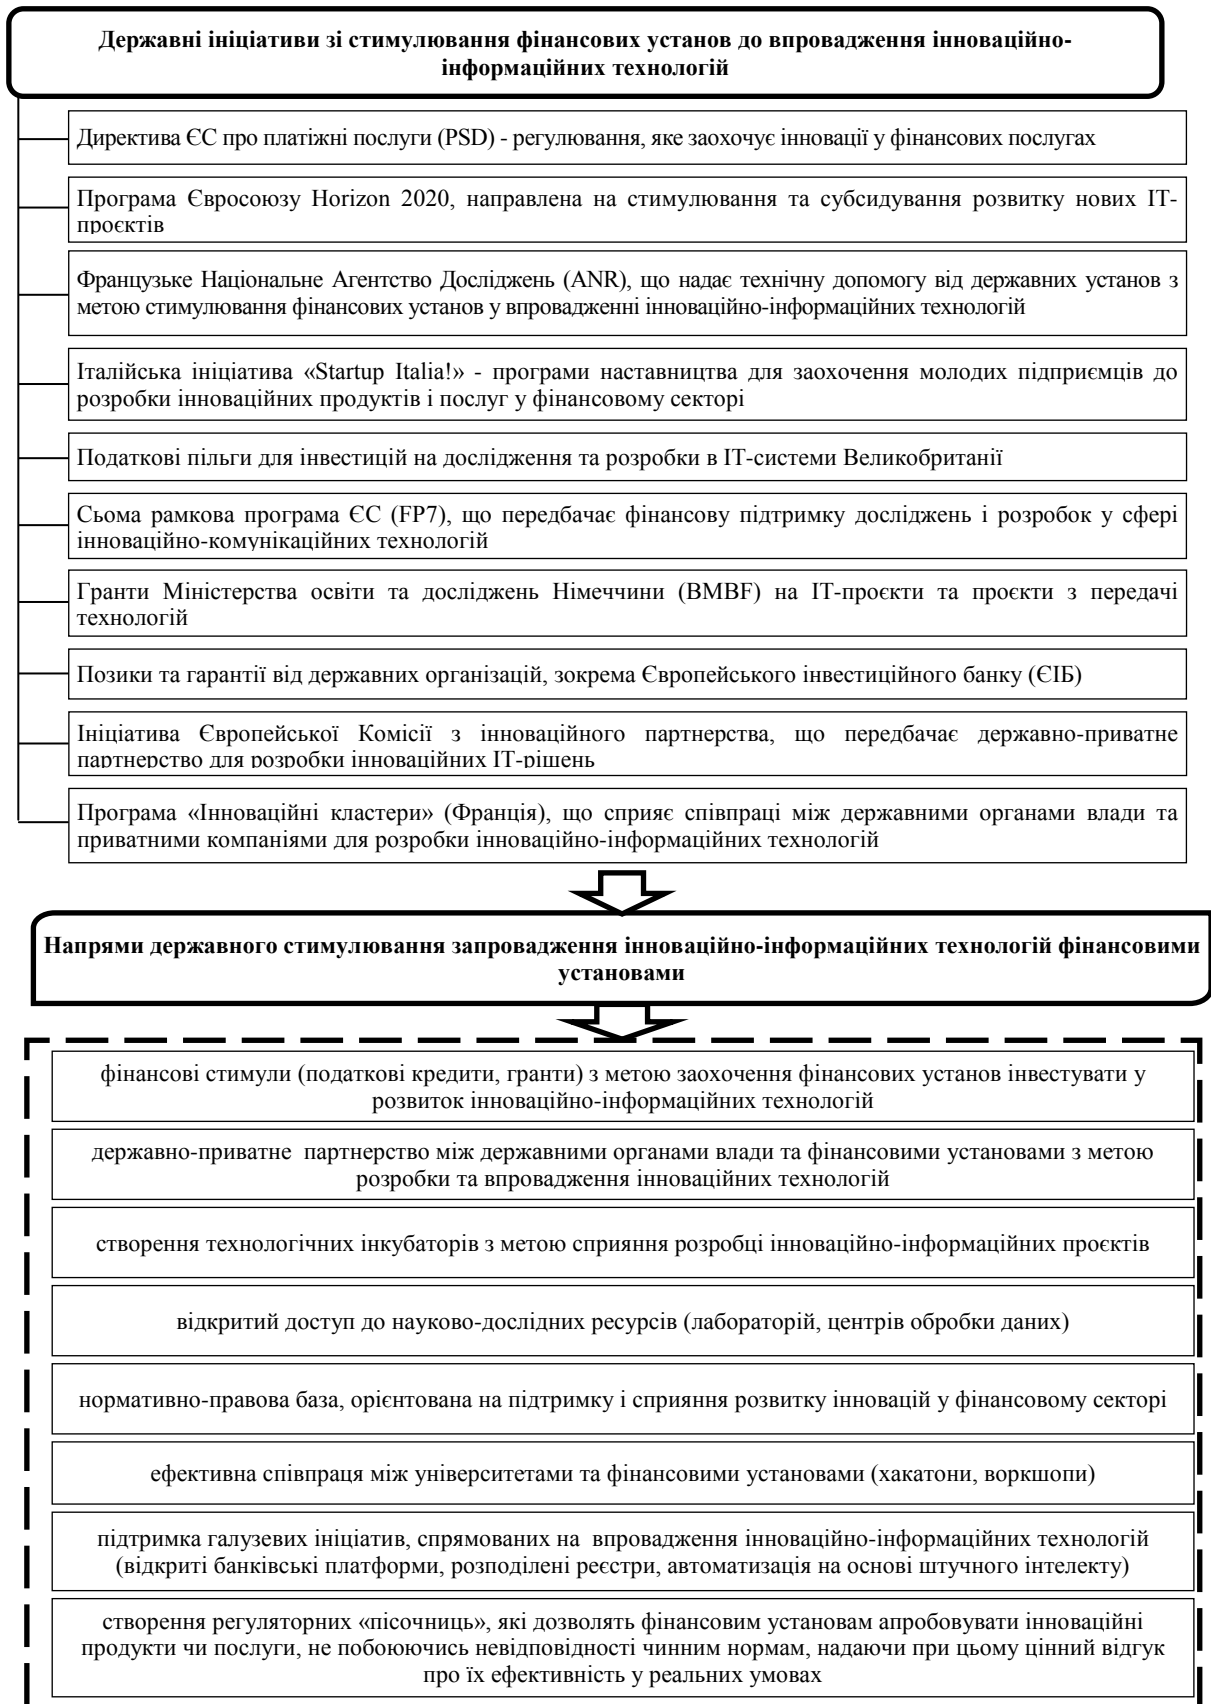 Державні ініціативи зі стимулювання фінансових установ до впровадження інноваційно-
інформаційних технологій
Директива ЄС про платіжні послуги (PSD) - регулювання, яке заохочує інновації у фінансових послугах
Програма Євросоюзу Horizon 2020, направлена на стимулювання та субсидування розвитку нових ІТ-
проєктів
Французьке Національне Агентство Досліджень (ANR), що надає технічну допомогу від державних установ з
метою стимулювання фінансових установ у впровадженні інноваційно-інформаційних технологій
Італійська ініціатива «Startup Italia!» - програми наставництва для заохочення молодих підприємців до
розробки інноваційних продуктів і послуг у фінансовому секторі
Податкові пільги для інвестицій на дослідження та розробки в ІТ-системи Великобританії
Сьома рамкова програма ЄС (FP7), що передбачає фінансову підтримку досліджень і розробок у сфері
інноваційно-комунікаційних технологій
Гранти Міністерства освіти та досліджень Німеччини (BMBF) на ІТ-проєкти та проєкти з передачі
технологій
Позики та гарантії від державних організацій, зокрема Європейського інвестиційного банку (ЄІБ)
Ініціатива Європейської Комісії з інноваційного партнерства, що передбачає державно-приватне
партнерство для розробки інноваційних ІТ-рішень
Програма «Інноваційні кластери» (Франція), що сприяє співпраці між державними органами влади та
приватними компаніями для розробки інноваційно-інформаційних технологій
Напрями державного стимулювання запровадження інноваційно-інформаційних технологій фінансовими
установами
фінансові стимули (податкові кредити, гранти) з метою заохочення фінансових установ інвестувати у
розвиток інноваційно-інформаційних технологій
державно-приватне партнерство між державними органами влади та фінансовими установами з метою
розробки та впровадження інноваційних технологій
створення технологічних інкубаторів з метою сприяння розробці інноваційно-інформаційних проєктів
відкритий доступ до науково-дослідних ресурсів (лабораторій, центрів обробки даних)
нормативно-правова база, орієнтована на підтримку і сприяння розвитку інновацій у фінансовому секторі
ефективна співпраця між університетами та фінансовими установами (хакатони, воркшопи)
підтримка галузевих ініціатив, спрямованих на впровадження інноваційно-інформаційних технологій
(відкриті банківські платформи, розподілені реєстри, автоматизація на основі штучного інтелекту)
створення регуляторних «пісочниць», які дозволять фінансовим установам апробовувати інноваційні
продукти чи послуги, не побоюючись невідповідності чинним нормам, надаючи при цьому цінний відгук
про їх ефективність у реальних умовах